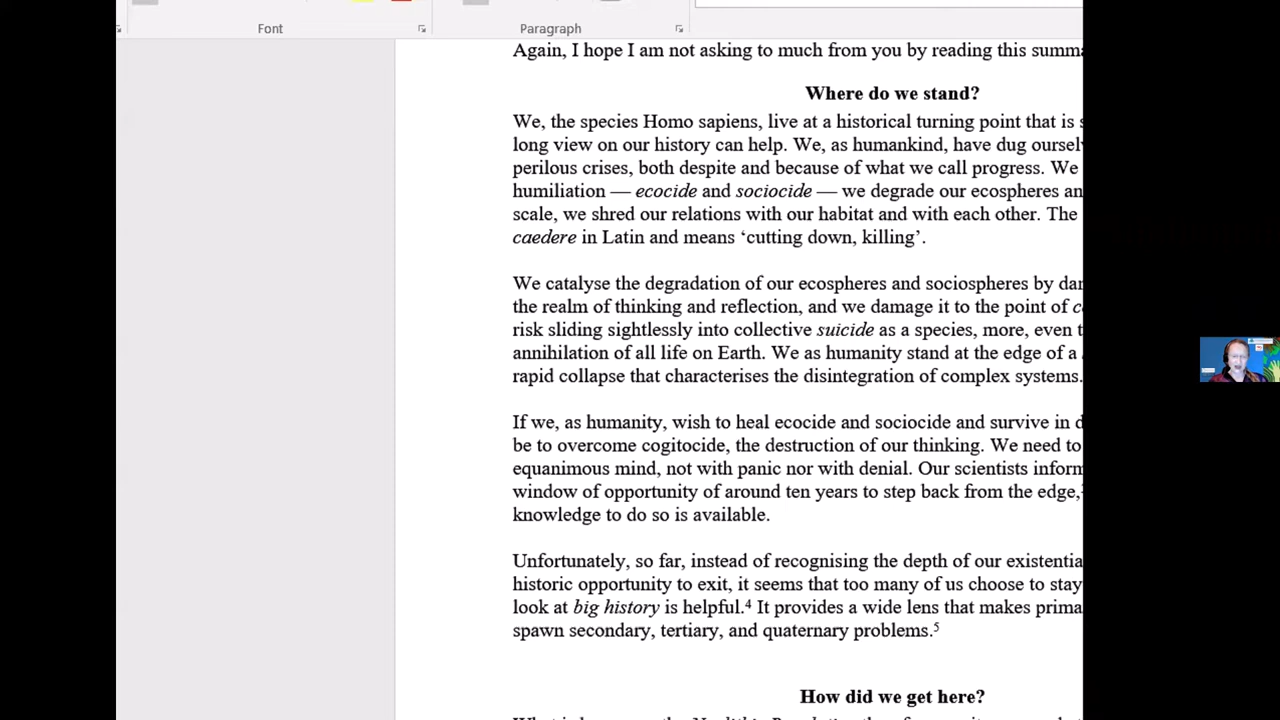 Font
Paragraph
Again, I hope I am not asking to much from you by reading this summa
Where do we stand?
We, the species Homo sapiens, live at a historical turning point that is s
long view on our history can help. We, as humankind, have dug oursel
perilous crises, both despite and because of what we call progress. We
humiliation — ecocide and sociocide — we degrade our ecospheres an
scale, we shred our relations with our habitat and with each other. The
caedere in Latin and means ‘cutting down, killing’.
We catalyse the degradation of our ecospheres and sociospheres by da
the realm of thinking and reflection, and we damage it to the point of c
risk sliding sightlessly into collective suicide as a species, more, even t
annihilation of all life on Earth. We as humanity stand at the edge of a
rapid collapse that characterises the disintegration of complex systems.
If we, as humanity, wish to heal ecocide and sociocide and survive in d
be to overcome cogitocide, the destruction of our thinking. We need to
equanimous mind, not with panic nor with denial. Our scientists inform
window of opportunity of around ten years to step back from the edge,
knowledge to do so is available.
Unfortunately, so far, instead of recognising the depth of our existentia
historic opportunity to exit, it seems that too many of us choose to stay
look at big history is helpful.⁴ It provides a wide lens that makes prima
spawn secondary, tertiary, and quaternary problems.⁵
How did we get here?